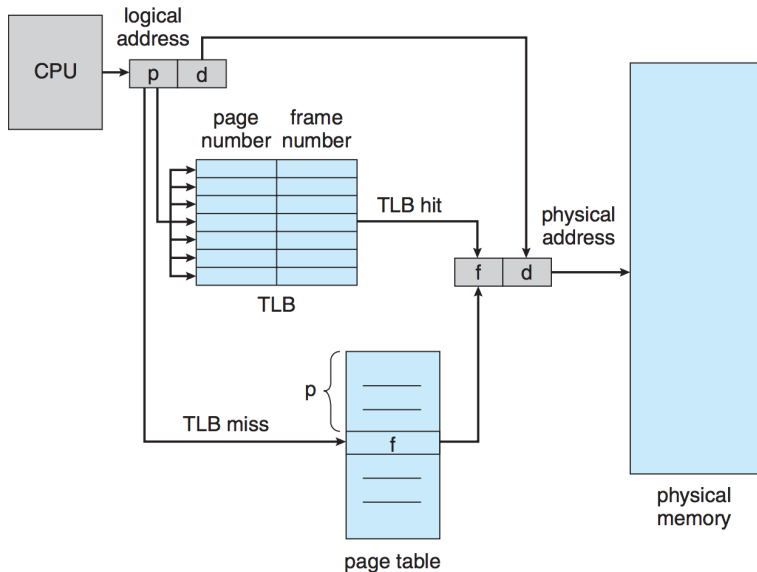 logical
address
CPU
p
d
page
number
frame
number
TLB hit
TLB
physical
address
f
d
p
TLB miss
f
page table
physical
memory